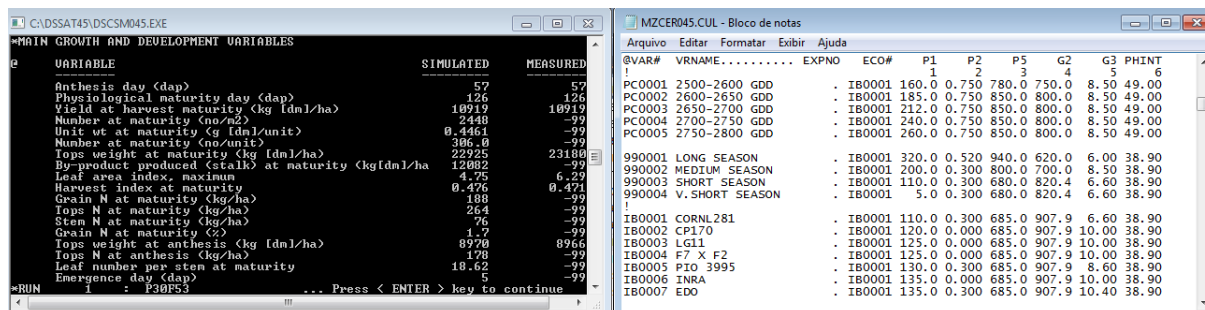 C:\DSSAT45\DSCSM045.EXE
*MAIN GROWTH AND DEVELOPMENT VARIABLES
@ VARIABLE SIMULATED MEASURED
-------- --------- --------
Anthesis day (dap) 57 57
Physiological maturity day (dap) 126 126
Yield at harvest maturity (kg [dm]/ha) 10919 10919
Number at maturity (no/m2) 2448 -99
Unit wt at maturity (g [dm]/unit) 0.4461 -99
Number at maturity (no/unit) 306.0 -99
Tops weight at maturity (kg [dm]/ha) 22925 23180
By-product produced (stalk) at maturity (kg[dm]/ha 12082 -99
Leaf area index, maximum 4.75 6.29
Harvest index at maturity 0.476 0.471
Grain N at maturity (kg/ha) 188 -99
Tops N at maturity (kg/ha) 264 -99
Stem N at maturity (kg/ha) 76 -99
Grain N at maturity (%) 1.7 -99
Tops weight at anthesis (kg [dm]/ha) 8970 8966
Tops N at anthesis (kg/ha) 178 -99
Leaf number per stem at maturity 18.62 -99
Emergence day (dap) 5 -99
*RUN 1 : P30F53 ... Press < ENTER > key to continue
MZCER045.CUL - Bloco de notas
Arquivo Editar Formatar Exibir Ajuda
@VAR# VRNAME.......... EXPNO ECO# P1 P2 P5 G2 G3 PHINT
! 1 2 3 4 5 6
PC0001 2500-2600 GDD . IB0001 160.0 0.750 780.0 750.0 8.50 49.00
PC0002 2600-2650 GDD . IB0001 185.0 0.750 850.0 800.0 8.50 49.00
PC0003 2650-2700 GDD . IB0001 212.0 0.750 850.0 800.0 8.50 49.00
PC0004 2700-2750 GDD . IB0001 240.0 0.750 850.0 800.0 8.50 49.00
PC0005 2750-2800 GDD . IB0001 260.0 0.750 850.0 800.0 8.50 49.00
990001 LONG SEASON . IB0001 320.0 0.520 940.0 620.0 6.00 38.90
990002 MEDIUM SEASON . IB0001 200.0 0.300 800.0 700.0 8.50 38.90
990003 SHORT SEASON . IB0001 110.0 0.300 680.0 820.4 6.60 38.90
990004 V.SHORT SEASON . IB0001 5.0 0.300 680.0 820.4 6.60 38.90
!
IB0001 CORNL281 . IB0001 110.0 0.300 685.0 907.9 6.60 38.90
IB0002 CP170 . IB0001 120.0 0.000 685.0 907.9 10.00 38.90
IB0003 LG11 . IB0001 125.0 0.000 685.0 907.9 10.00 38.90
IB0004 F7 X F2 . IB0001 125.0 0.000 685.0 907.9 10.00 38.90
IB0005 PIO 3995 . IB0001 130.0 0.300 685.0 907.9 8.60 38.90
IB0006 INRA . IB0001 135.0 0.000 685.0 907.9 10.00 38.90
IB0007 EDO . IB0001 135.0 0.300 685.0 907.9 10.40 38.90